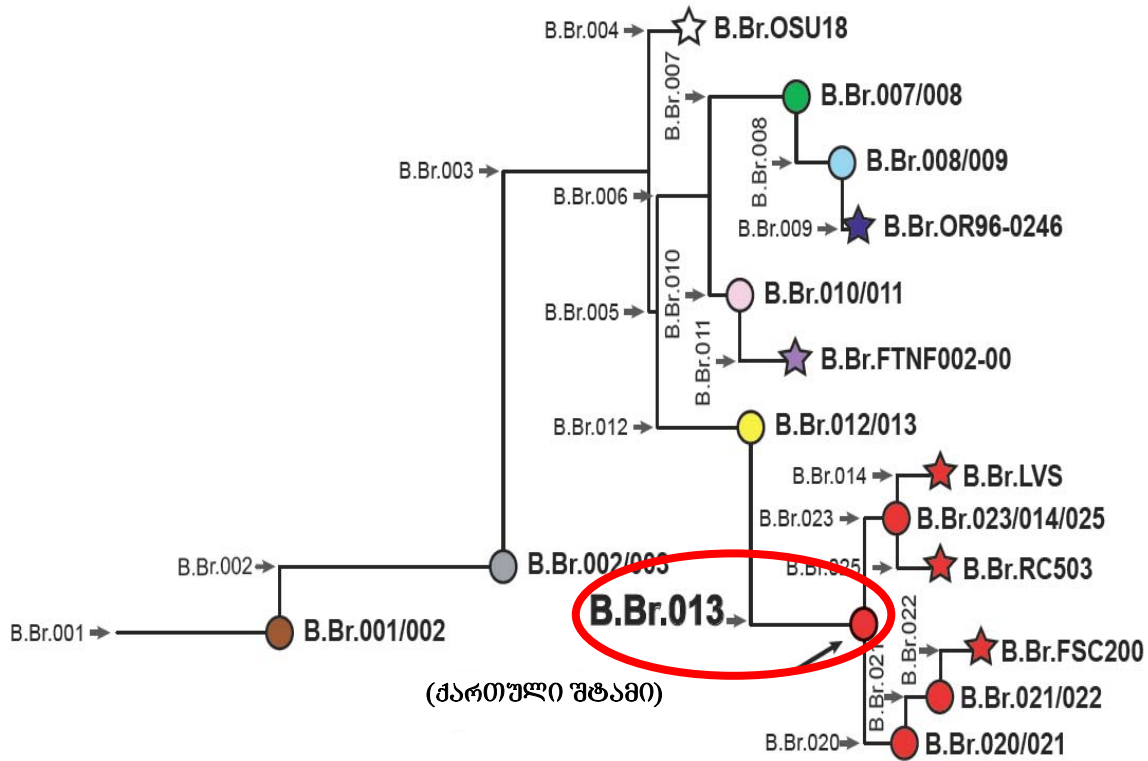 B.Br.004
B.Br.OSU18
B.Br.007
B.Br.007/008
B.Br.008
B.Br.008/009
B.Br.003
B.Br.006
B.Br.009
B.Br.OR96-0246
B.Br.010
B.Br.010/011
B.Br.005
B.Br.011
B.Br.FTNF002-00
B.Br.012
B.Br.012/013
B.Br.014
B.Br.LVS
B.Br.023
B.Br.023/014/025
B.Br.002
B.Br.002/003
B.Br.025
B.Br.RC503
B.Br.013
B.Br.001
B.Br.001/002
B.Br.022
B.Br.FSC200
(ქართული შტამი)
B.Br.021
B.Br.021/022
B.Br.020
B.Br.020/021